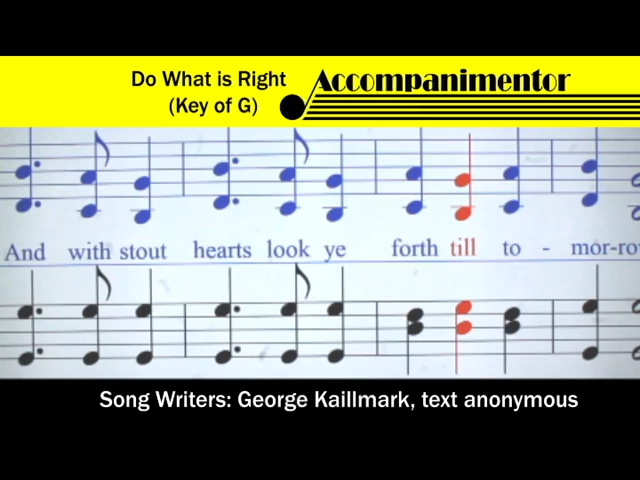 Do What is Right
(Key of G)
Accompanimentor
And with stout hearts look ye forth till to - mor-ro
Song Writers: George Kaillmark, text anonymous